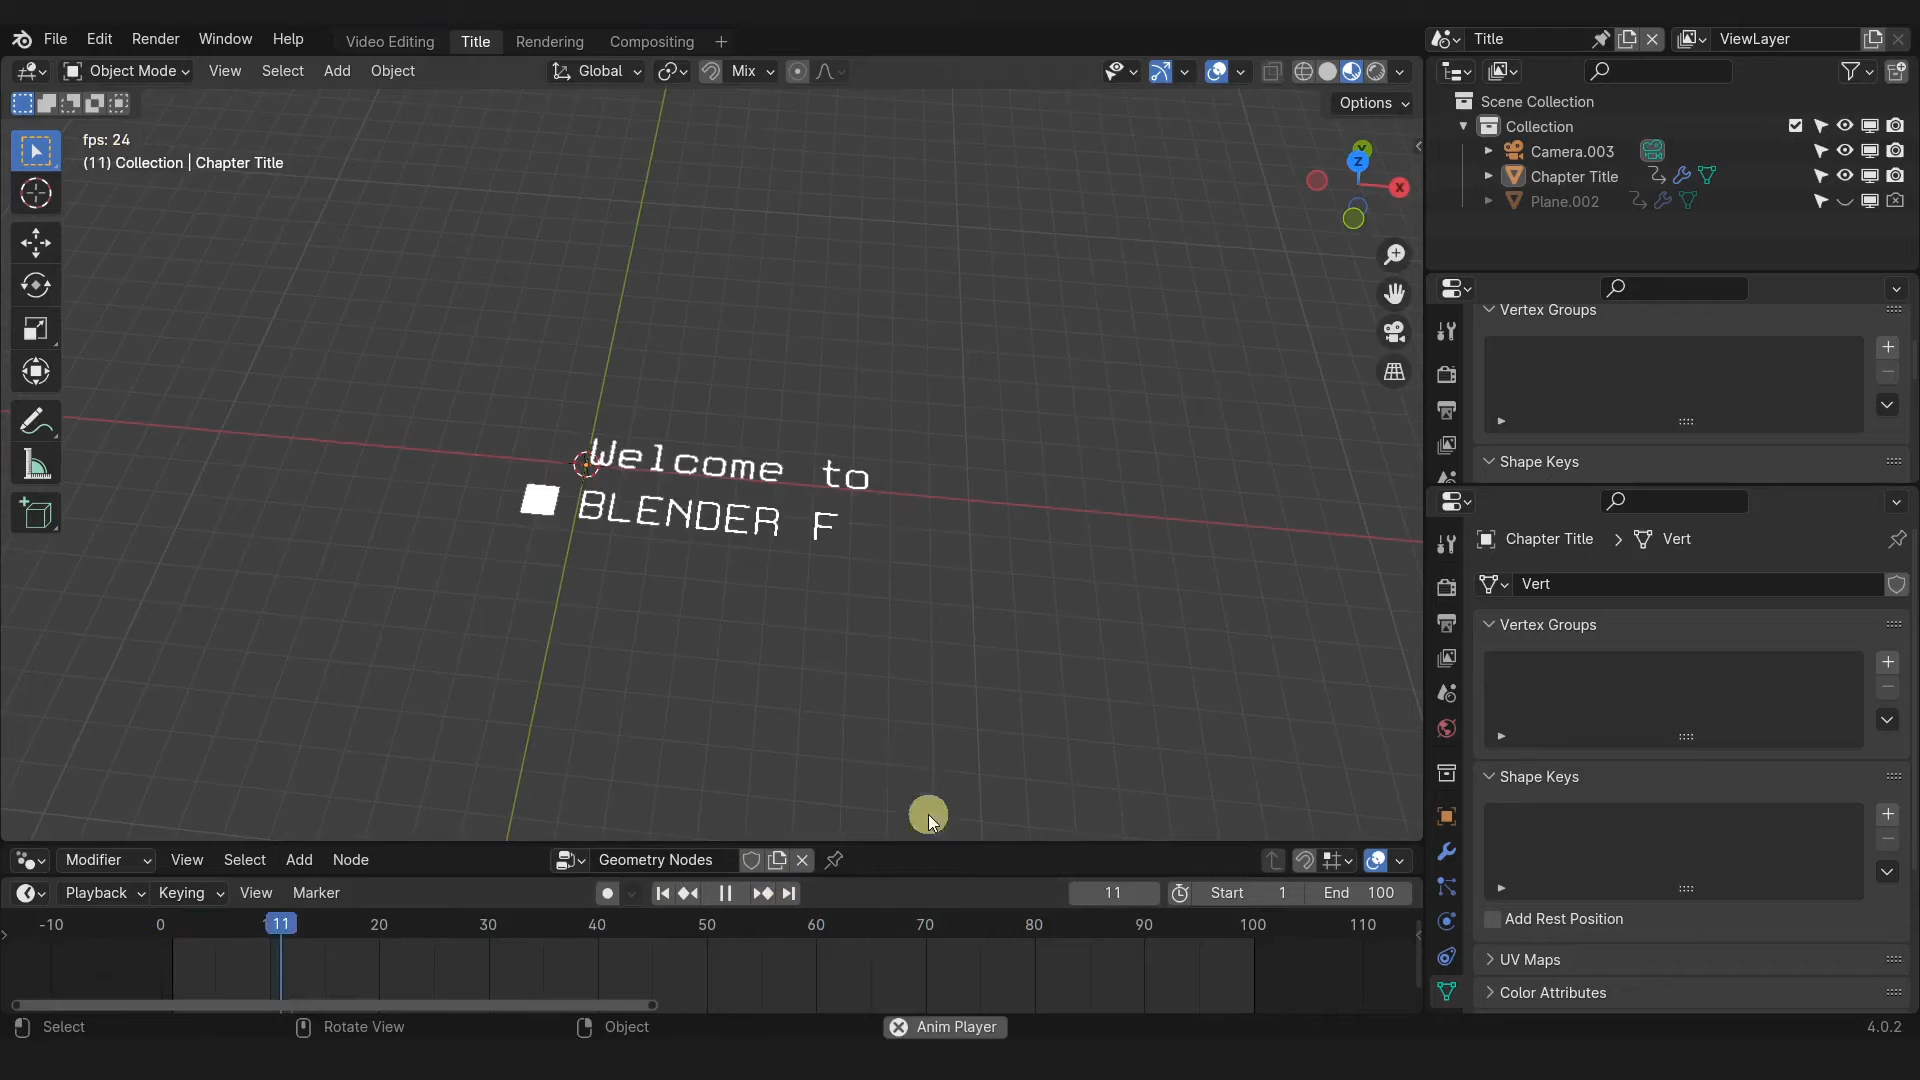 File Edit Render Window Help Video Editing Title Rendering Compositing + Title ViewLayer
Object Mode View Select Add Object Global Mix
Options
fps: 24
(11) Collection | Chapter Title
Y
Z
X
Scene Collection
Collection
Camera.003
Chapter Title
Plane.002
Vertex Groups
Shape Keys
Welcome to
BLENDER F
Chapter Title > Vert
Vert
Vertex Groups
Shape Keys
Add Rest Position
UV Maps
Color Attributes
Modifier View Select Add Node Geometry Nodes
Playback Keying View Marker 11 Start 1 End 100
-10 0 11 20 30 40 50 60 70 80 90 100 110
Select Rotate View Object Anim Player 4.0.2